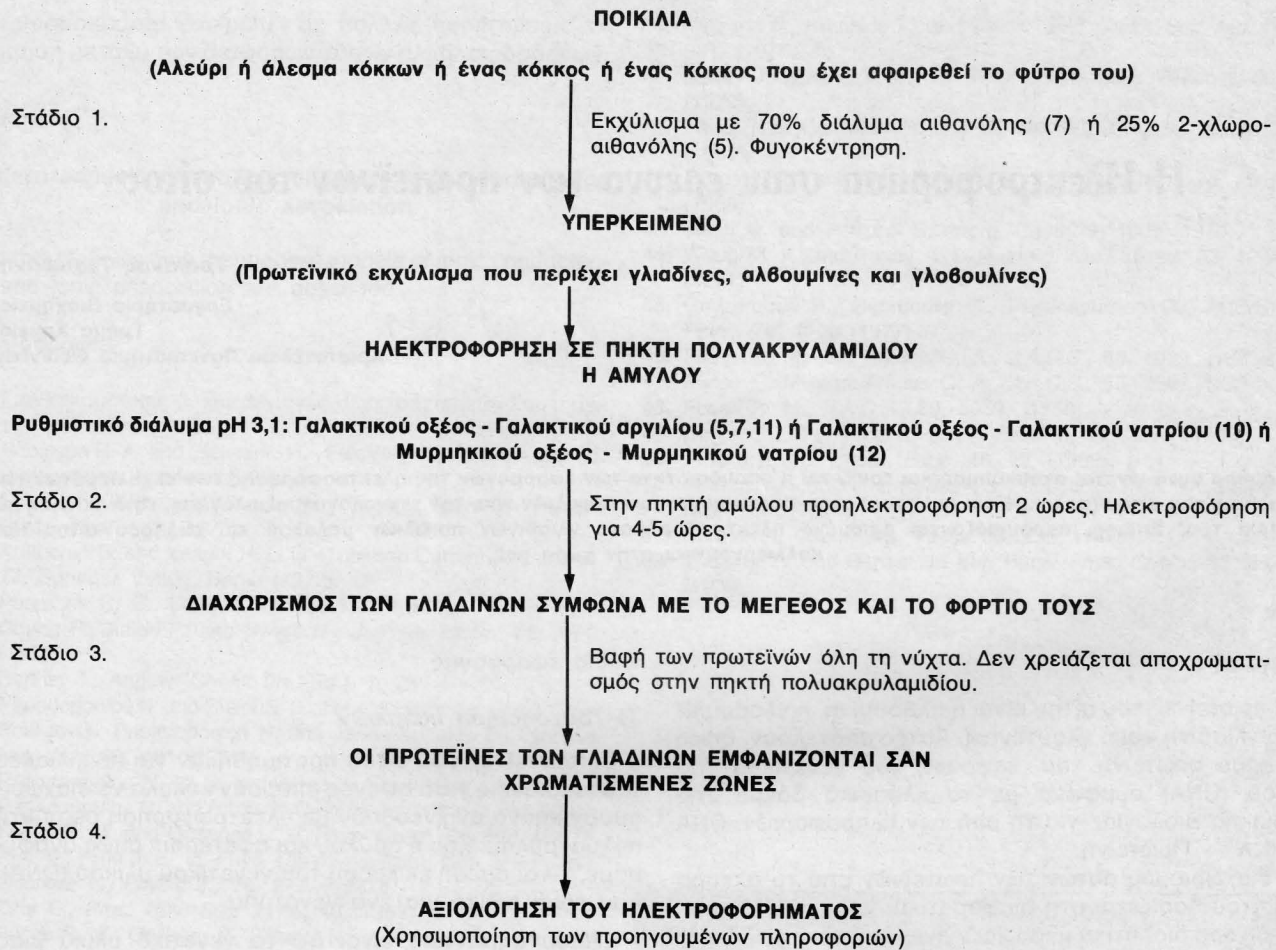 ΠΟΙΚΙΛΙΑ
(Αλεύρι ή άλεσμα κόκκων ή ένας κόκκος ή ένας κόκκος που έχει αφαιρεθεί το φύτρο του)
Στάδιο 1.
Εκχύλισμα με 70% διάλυμα αιθανόλης (7) ή 25% 2-χλωρο-
αιθανόλης (5). Φυγοκέντρηση.
ΥΠΕΡΚΕΙΜΕΝΟ
(Πρωτεϊνικό εκχύλισμα που περιέχει γλιαδίνες, αλβουμίνες και γλοβουλίνες)
ΗΛΕΚΤΡΟΦΟΡΗΣΗ ΣΕ ΠΗΚΤΗ ΠΟΛΥΑΚΡΥΛΑΜΙΔΙΟΥ
Η ΑΜΥΛΟΥ
Ρυθμιστικό διάλυμα pH 3,1: Γαλακτικού οξέος - Γαλακτικού αργιλίου (5,7,11) ή Γαλακτικού οξέος - Γαλακτικού νατρίου (10) ή
Μυρμηκικού οξέος - Μυρμηκικού νατρίου (12)
Στάδιο 2.
Στην πηκτή αμύλου προηλεκτροφόρηση 2 ώρες. Ηλεκτροφόρηση
για 4-5 ώρες.
ΔΙΑΧΩΡΙΣΜΟΣ ΤΩΝ ΓΛΙΑΔΙΝΩΝ ΣΥΜΦΩΝΑ ΜΕ ΤΟ ΜΕΓΕΘΟΣ ΚΑΙ ΤΟ ΦΟΡΤΙΟ ΤΟΥΣ
Στάδιο 3.
Βαφή των πρωτεϊνών όλη τη νύχτα. Δεν χρειάζεται αποχρωματι-
σμός στην πηκτή πολυακρυλαμιδίου.
ΟΙ ΠΡΩΤΕΪΝΕΣ ΤΩΝ ΓΛΙΑΔΙΝΩΝ ΕΜΦΑΝΙΖΟΝΤΑΙ ΣΑΝ
ΧΡΩΜΑΤΙΣΜΕΝΕΣ ΖΩΝΕΣ
Στάδιο 4.
ΑΞΙΟΛΟΓΗΣΗ ΤΟΥ ΗΛΕΚΤΡΟΦΟΡΗΜΑΤΟΣ
(Χρησιμοποίηση των προηγουμένων πληροφοριών)